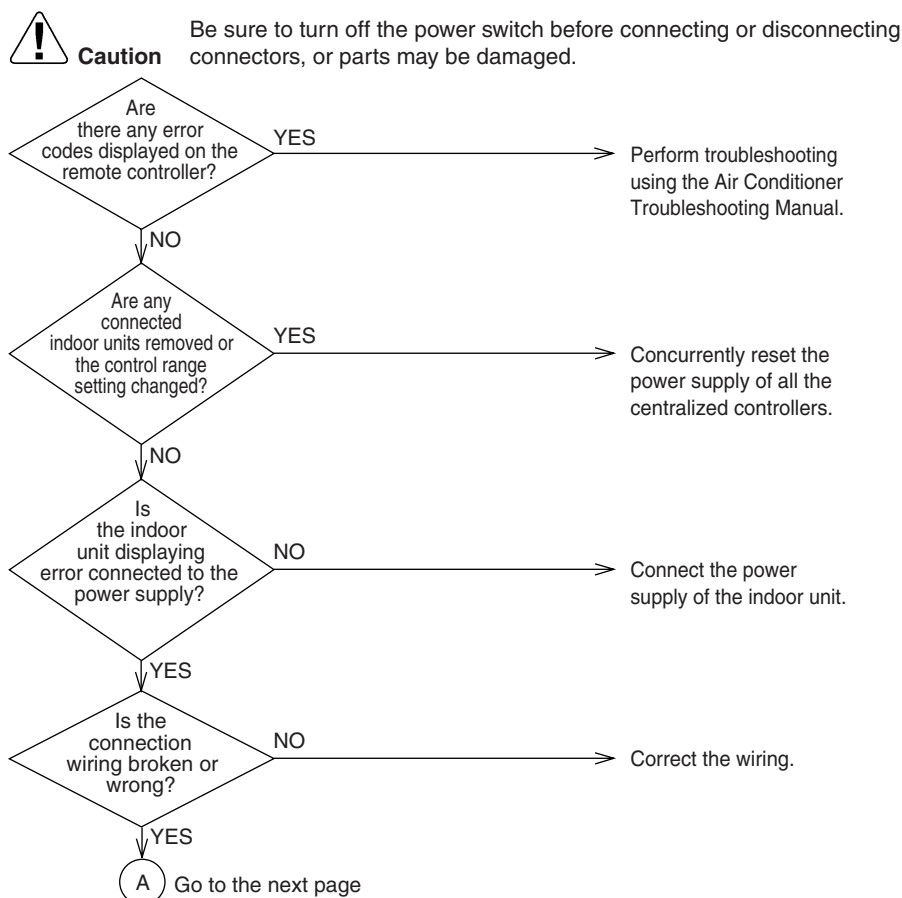 Be sure to turn off the power switch before connecting or disconnecting
Caution connectors, or parts may be damaged.
Are
there any error
codes displayed on the
remote controller?
YES
Perform troubleshooting
using the Air Conditioner
Troubleshooting Manual.
NO
Are any
connected
indoor units removed or
the control range
setting changed?
YES
Concurrently reset the
power supply of all the
centralized controllers.
NO
Is
the indoor
unit displaying
error connected to the
power supply?
NO
Connect the power
supply of the indoor unit.
YES
Is the
connection
wiring broken or
wrong?
NO
Correct the wiring.
YES
A Go to the next page